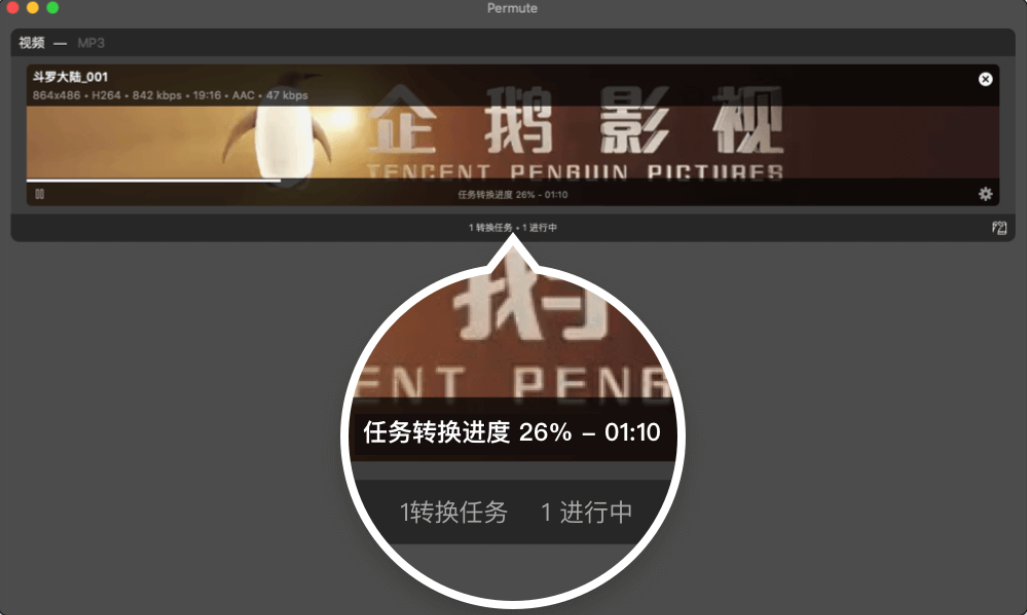 Permute
视频 — MP3
斗罗大陆_001
864x486 • H264 • 842 kbps • 19:16 • AAC • 47 kbps
企鹅影视
TENCENT PENGUIN PICTURES
任务转换进度 26% - 01:10
1 转换任务 • 1 进行中
鹅
ENT PENG
任务转换进度 26% – 01:10
1转换任务 1 进行中